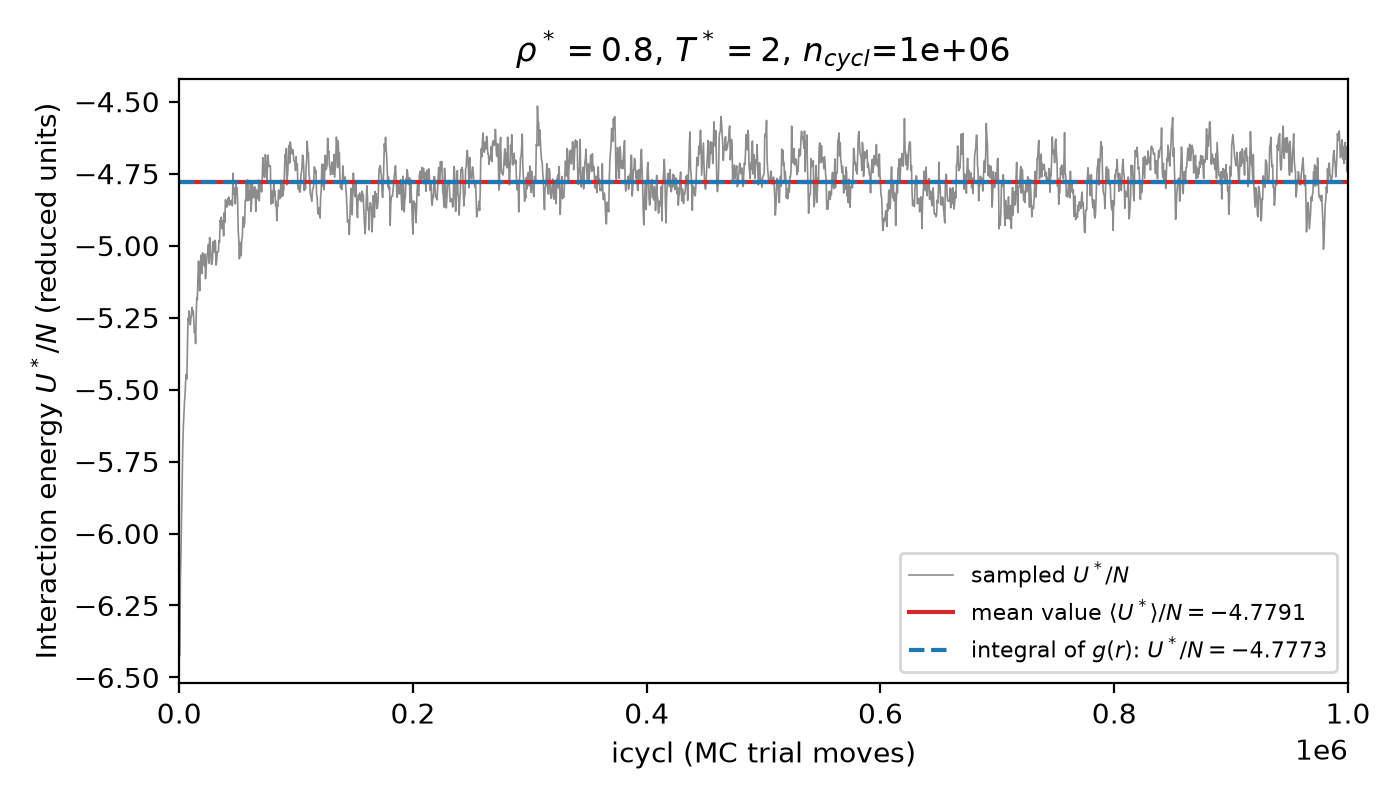 ρ* = 0.8, T* = 2, n_cycl=1e+06
Interaction energy U*/N (reduced units)
−4.50
−4.75
−5.00
−5.25
−5.50
−5.75
−6.00
−6.25
−6.50
sampled U*/N
mean value ⟨U*⟩/N = −4.7791
integral of g(r): U*/N = −4.7773
0.0 0.2 0.4 0.6 0.8 1.0
1e6
icycl (MC trial moves)